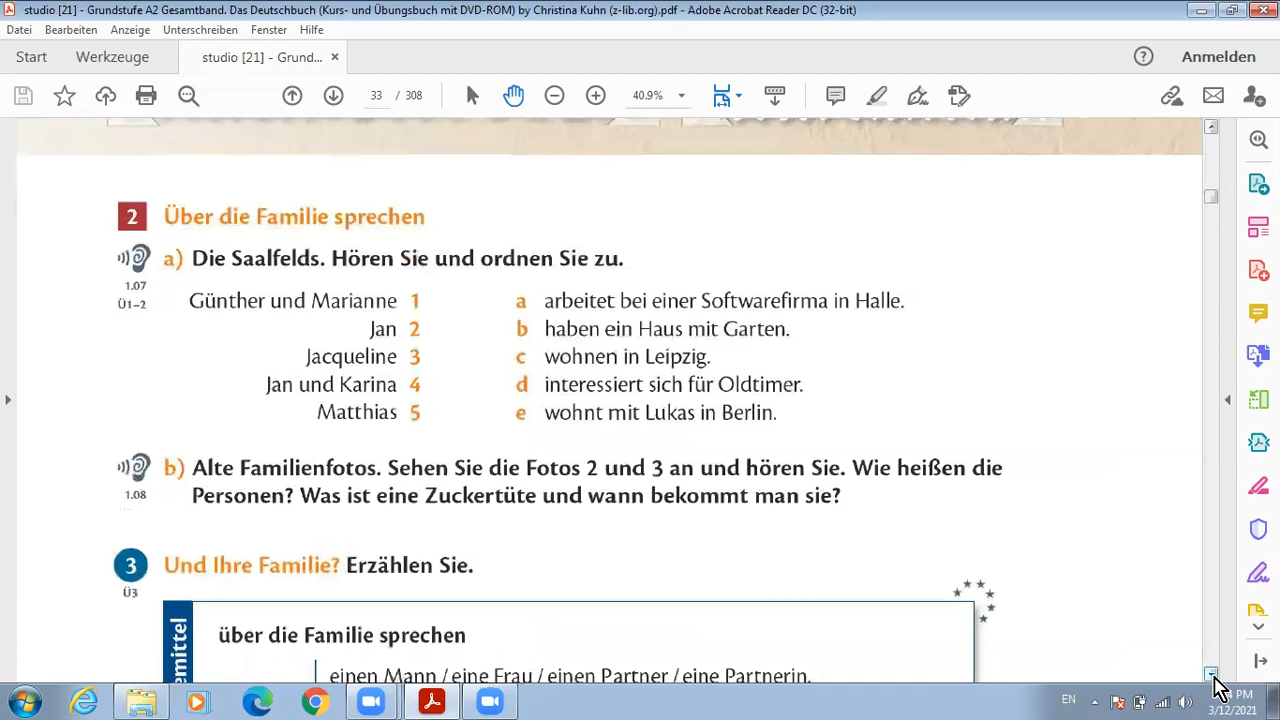 studio [21] - Grundstufe A2 Gesamtband. Das Deutschbuch (Kurs- und Übungsbuch mit DVD-ROM) by Christina Kuhn (z-lib.org).pdf - Adobe Acrobat Reader DC (32-bit)
Datei Bearbeiten Anzeige Unterschreiben Fenster Hilfe
Start Werkzeuge studio [21] - Grund... × Anmelden
33 / 308 40.9%
2 Über die Familie sprechen
a) Die Saalfelds. Hören Sie und ordnen Sie zu.
1.07
Ü1–2
Günther und Marianne 1 a arbeitet bei einer Softwarefirma in Halle.
Jan 2 b haben ein Haus mit Garten.
Jacqueline 3 c wohnen in Leipzig.
Jan und Karina 4 d interessiert sich für Oldtimer.
Matthias 5 e wohnt mit Lukas in Berlin.
b) Alte Familienfotos. Sehen Sie die Fotos 2 und 3 an und hören Sie. Wie heißen die
1.08 Personen? Was ist eine Zuckertüte und wann bekommt man sie?
3 Und Ihre Familie? Erzählen Sie.
Ü3
über die Familie sprechen
einen Mann / eine Frau / einen Partner / eine Partnerin.
EN
PM
3/12/2021